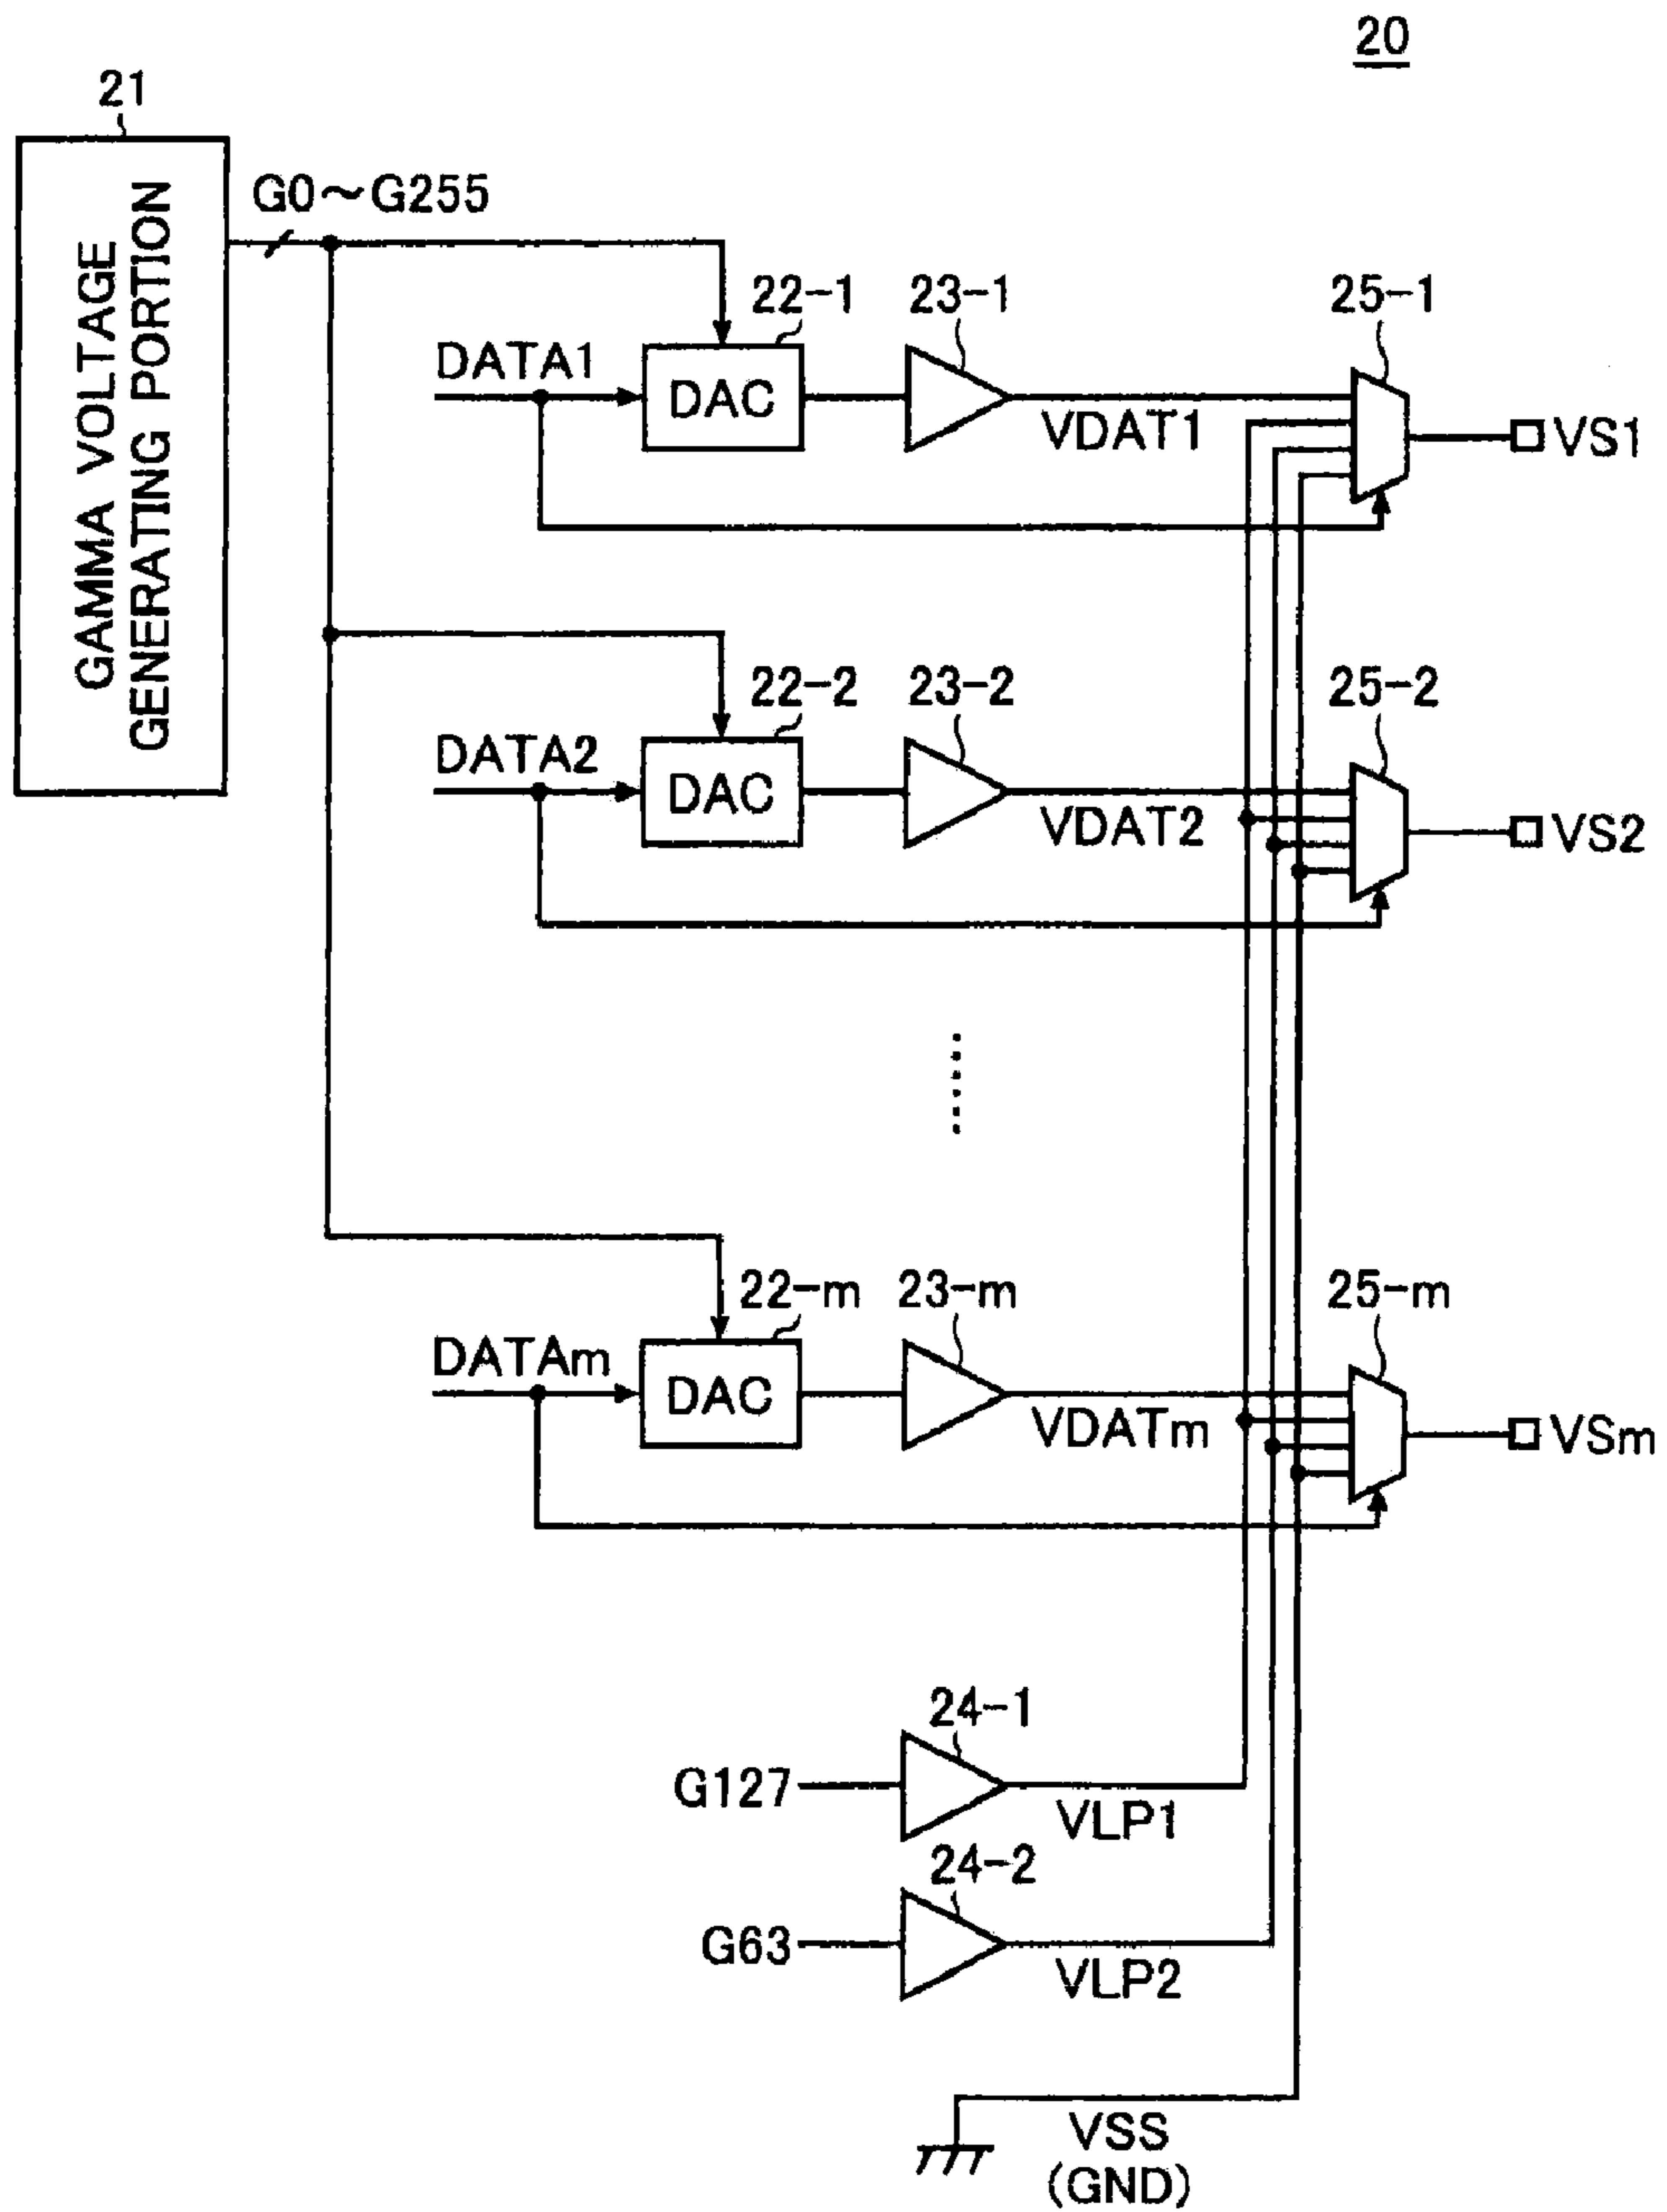 20
21
GAMMA VOLTAGE
GENERATING PORTION
G0～G255
22-1
23-1
25-1
DATA1
DAC
VDAT1
VS1
22-2
23-2
25-2
DATA2
DAC
VDAT2
VS2
22-m
23-m
25-m
DATAm
DAC
VDATm
VSm
24-1
G127
VLP1
24-2
G63
VLP2
VSS
(GND)